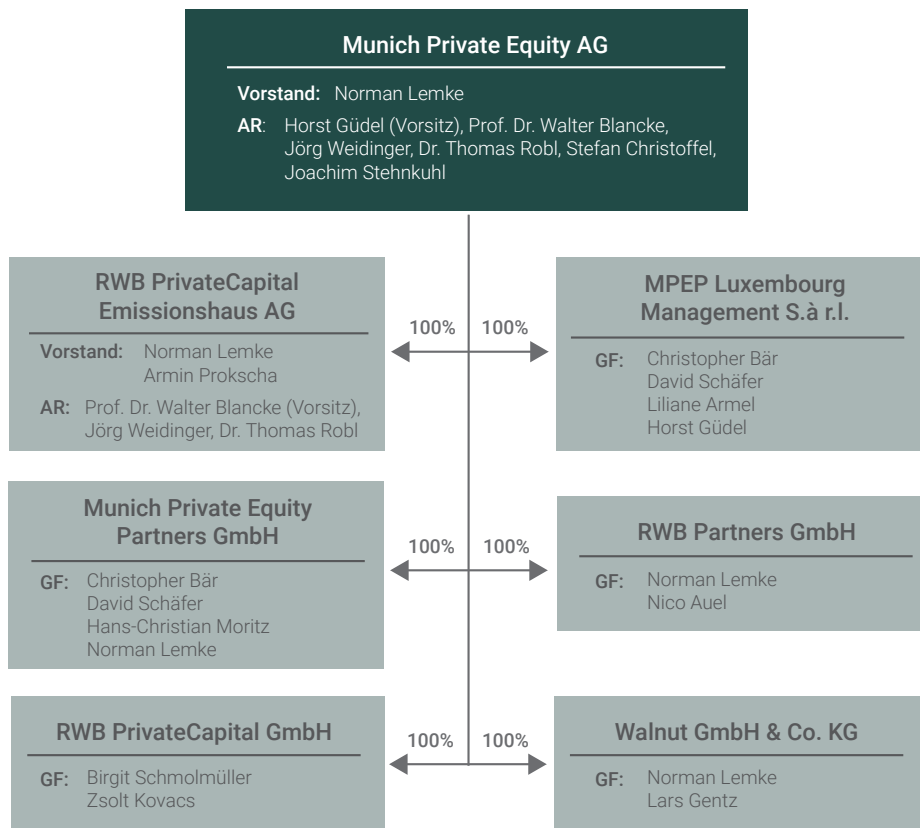 Munich Private Equity AG
Vorstand: Norman Lemke
AR: Horst Güdel (Vorsitz), Prof. Dr. Walter Blancke,
Jörg Weidinger, Dr. Thomas Robl, Stefan Christoffel,
Joachim Stehnkuhl
RWB PrivateCapital
Emissionshaus AG
Vorstand: Norman Lemke
Armin Prokscha
AR: Prof. Dr. Walter Blancke (Vorsitz),
Jörg Weidinger, Dr. Thomas Robl
100% 100%
MPEP Luxembourg
Management S.à r.l.
GF: Christopher Bär
David Schäfer
Liliane Armel
Horst Güdel
Munich Private Equity
Partners GmbH
GF: Christopher Bär
David Schäfer
Hans-Christian Moritz
Norman Lemke
100% 100%
RWB Partners GmbH
GF: Norman Lemke
Nico Auel
RWB PrivateCapital GmbH
GF: Birgit Schmolmüller
Zsolt Kovacs
100% 100%
Walnut GmbH & Co. KG
GF: Norman Lemke
Lars Gentz